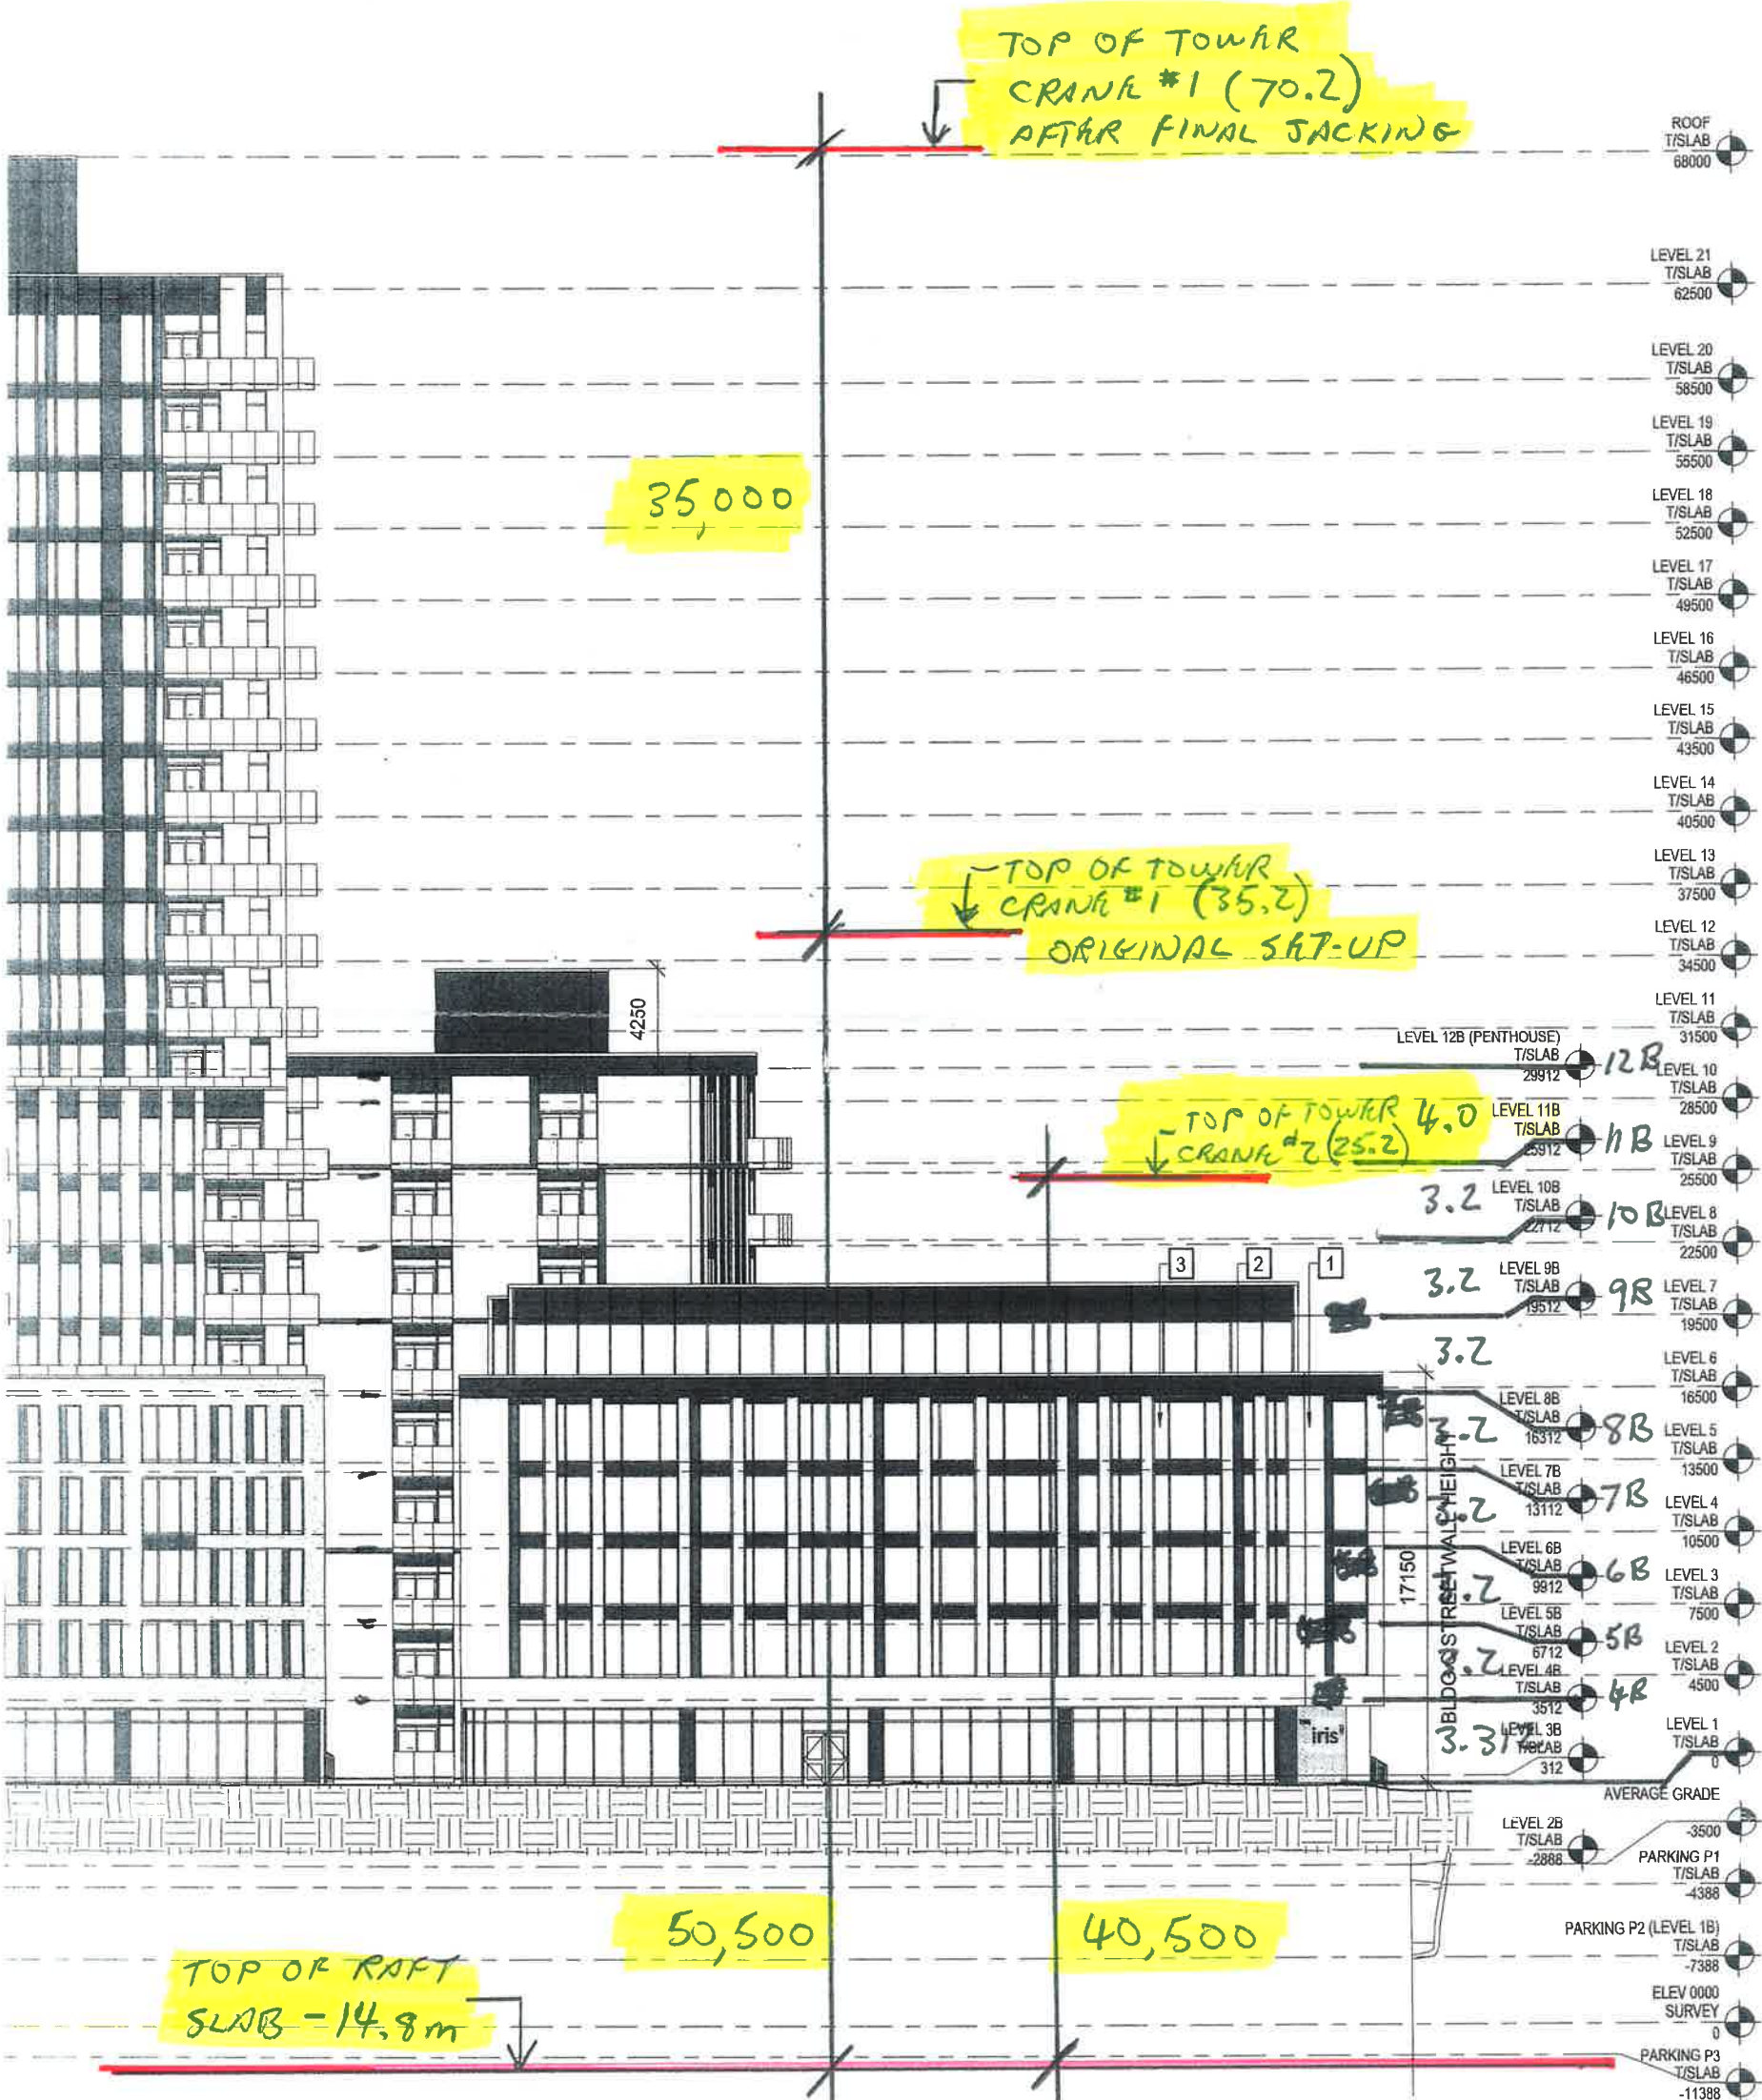 TOP OF TOWER
CRANE #1 (70.2)
AFTER FINAL JACKING
ROOF
T/SLAB
68000
LEVEL 21
T/SLAB
62500
LEVEL 20
T/SLAB
58500
LEVEL 19
T/SLAB
55500
35,000
LEVEL 18
T/SLAB
52500
LEVEL 17
T/SLAB
49500
LEVEL 16
T/SLAB
46500
LEVEL 15
T/SLAB
43500
LEVEL 14
T/SLAB
40500
LEVEL 13
T/SLAB
37500
TOP OF TOWER
CRANE #1 (35.2)
ORIGINAL SET-UP
LEVEL 12
T/SLAB
34500
LEVEL 11
T/SLAB
31500
4250
LEVEL 12B (PENTHOUSE)
T/SLAB
29912
12B
LEVEL 10
T/SLAB
28500
TOP OF TOWER
CRANE #2 (25.2)
4.0
LEVEL 11B
T/SLAB
25912
11B
LEVEL 9
T/SLAB
25500
3.2
LEVEL 10B
T/SLAB
22712
10B
LEVEL 8
T/SLAB
22500
3
2
1
3.2
LEVEL 9B
T/SLAB
19512
9B
LEVEL 7
T/SLAB
19500
3.2
LEVEL 6
T/SLAB
16500
LEVEL 8B
T/SLAB
16312
8B
3.2
LEVEL 5
T/SLAB
13500
LEVEL 7B
T/SLAB
13112
7B
LEVEL 4
T/SLAB
10500
LEVEL 6B
T/SLAB
9912
6B
17150
BLDG STREETWALL HEIGHT
LEVEL 3
T/SLAB
7500
LEVEL 5B
T/SLAB
6712
5B
LEVEL 2
T/SLAB
4500
LEVEL 4B
T/SLAB
3512
4B
iris
3.312
LEVEL 3B
T/SLAB
312
LEVEL 1
T/SLAB
0
AVERAGE GRADE
-3500
LEVEL 2B
T/SLAB
-2888
PARKING P1
T/SLAB
-4388
50,500
40,500
PARKING P2 (LEVEL 1B)
T/SLAB
-7388
TOP OF RAFT
SLAB -14.8m
ELEV 0000
SURVEY
0
PARKING P3
T/SLAB
-11388